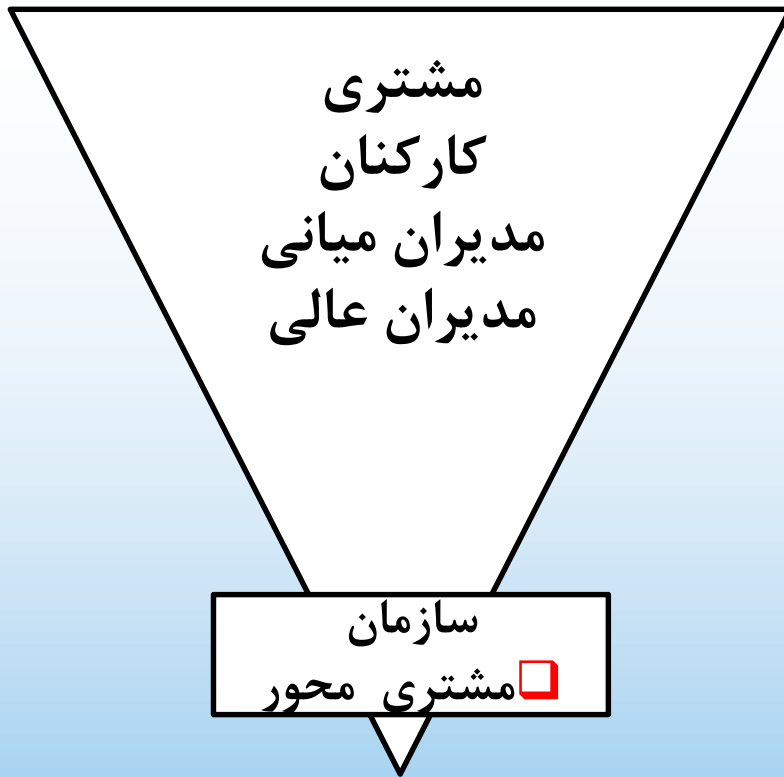 مشتری
کارکنان
مدیران میانی
مدیران عالی
سازمان
❑مشتری محور